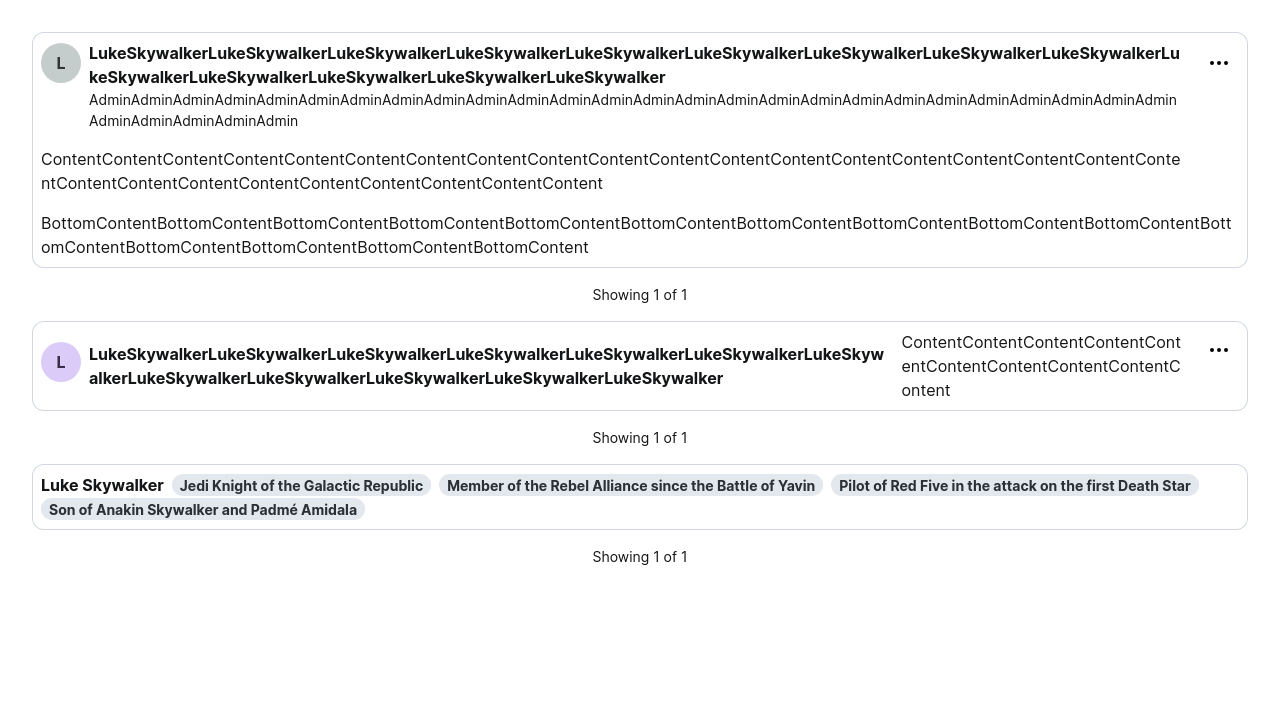 L
LukeSkywalkerLukeSkywalkerLukeSkywalkerLukeSkywalkerLukeSkywalkerLukeSkywalkerLukeSkywalkerLukeSkywalkerLukeSkywalkerLu
keSkywalkerLukeSkywalkerLukeSkywalkerLukeSkywalkerLukeSkywalker
AdminAdminAdminAdminAdminAdminAdminAdminAdminAdminAdminAdminAdminAdminAdminAdminAdminAdminAdminAdminAdminAdminAdminAdminAdminAdmin
AdminAdminAdminAdminAdmin
ContentContentContentContentContentContentContentContentContentContentContentContentContentContentContentContentContentContentConte
ntContentContentContentContentContentContentContentContentContent
BottomContentBottomContentBottomContentBottomContentBottomContentBottomContentBottomContentBottomContentBottomContentBottomContentBott
omContentBottomContentBottomContentBottomContentBottomContent
Showing 1 of 1
L
LukeSkywalkerLukeSkywalkerLukeSkywalkerLukeSkywalkerLukeSkywalkerLukeSkywalkerLukeSkyw
alkerLukeSkywalkerLukeSkywalkerLukeSkywalkerLukeSkywalkerLukeSkywalker
ContentContentContentContentCont
entContentContentContentContentC
ontent
Showing 1 of 1
Luke Skywalker Jedi Knight of the Galactic Republic Member of the Rebel Alliance since the Battle of Yavin Pilot of Red Five in the attack on the first Death Star
Son of Anakin Skywalker and Padmé Amidala
Showing 1 of 1